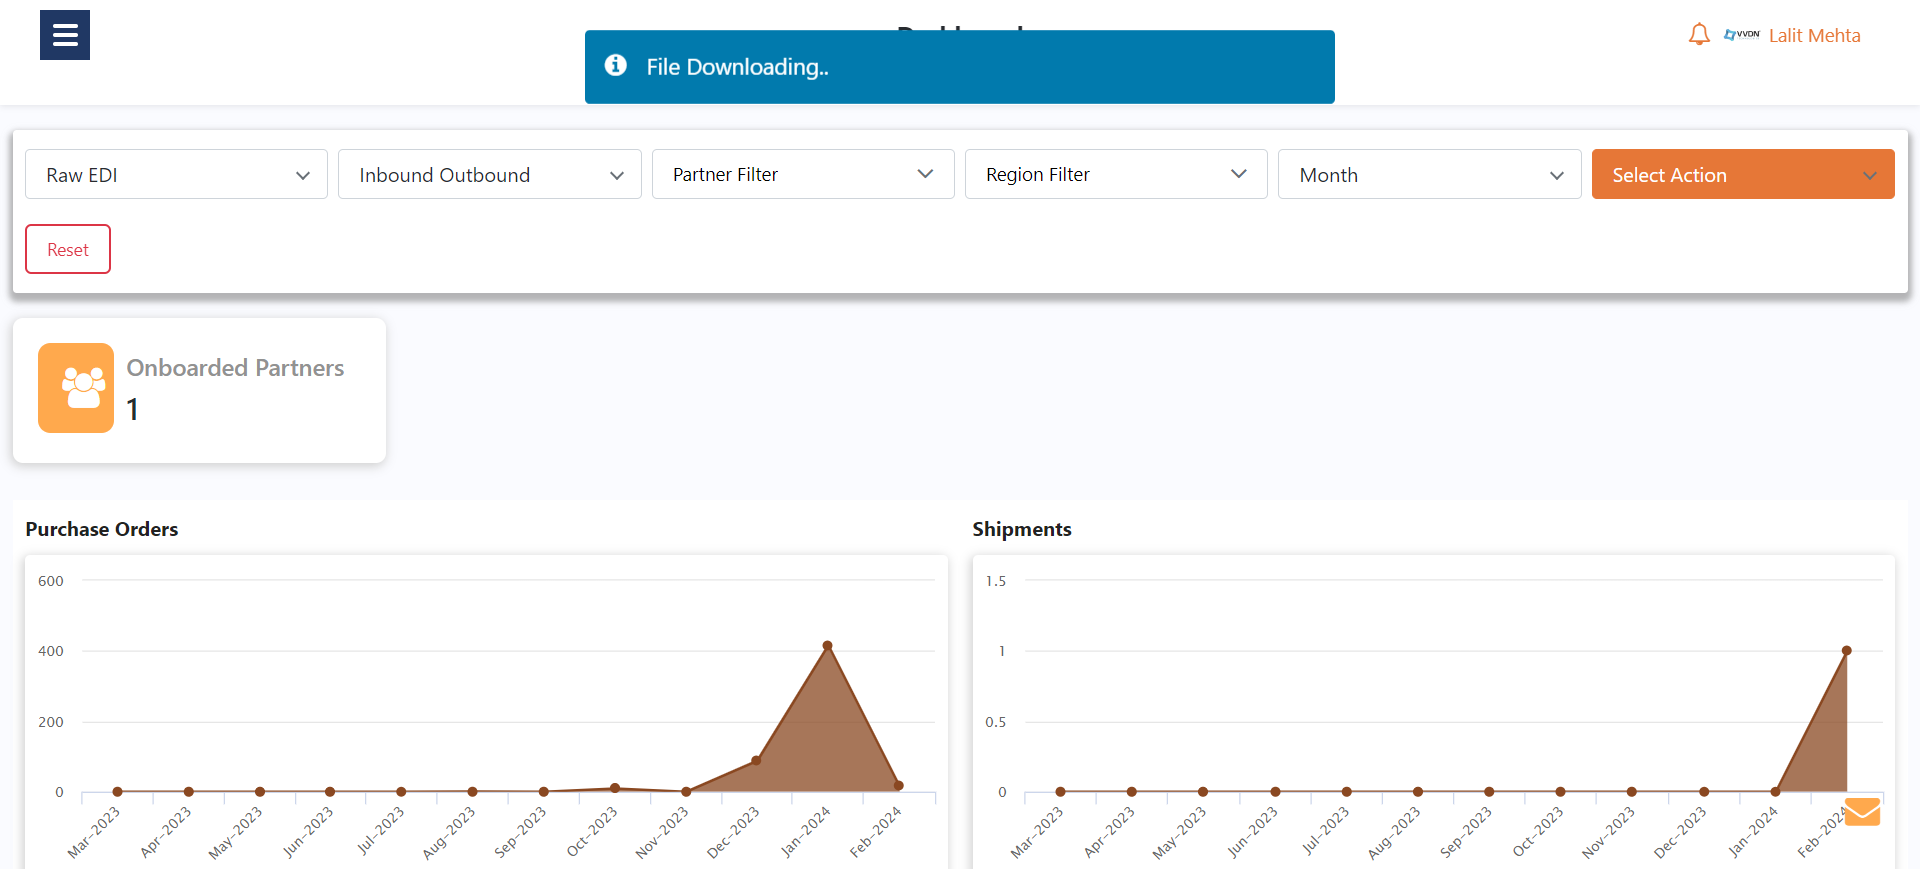 File Downloading..
VVDN
Lalit Mehta
Raw EDI
Inbound Outbound
Partner Filter
Region Filter
Month
Select Action
Reset
Onboarded Partners
1
Purchase Orders
600
400
200
0
Mar-2023
Apr-2023
May-2023
Jun-2023
Jul-2023
Aug-2023
Sep-2023
Oct-2023
Nov-2023
Dec-2023
Jan-2024
Feb-2024
Shipments
1.5
1
0.5
0
Mar-2023
Apr-2023
May-2023
Jun-2023
Jul-2023
Aug-2023
Sep-2023
Oct-2023
Nov-2023
Dec-2023
Jan-2024
Feb-2024